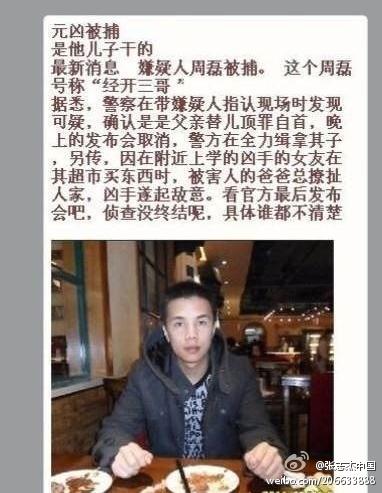 元凶被捕
是他儿子干的
最新消息　嫌疑人周磊被捕。 这个周磊
号称“经开三哥”
据悉，警察在带嫌疑人指认现场时发现
可疑，确认是是父亲替儿顶罪自首，晚
上的发布会取消，警方在全力缉拿其子
，另传，因在附近上学的凶手的女友在
其超市买东西时，被害人的爸爸总撩扯
人家，凶手遂起敌意。看官方最后发布
会吧，侦查没终结呢，具体谁都不清楚
@张志杰中国
weibo.com/206633888